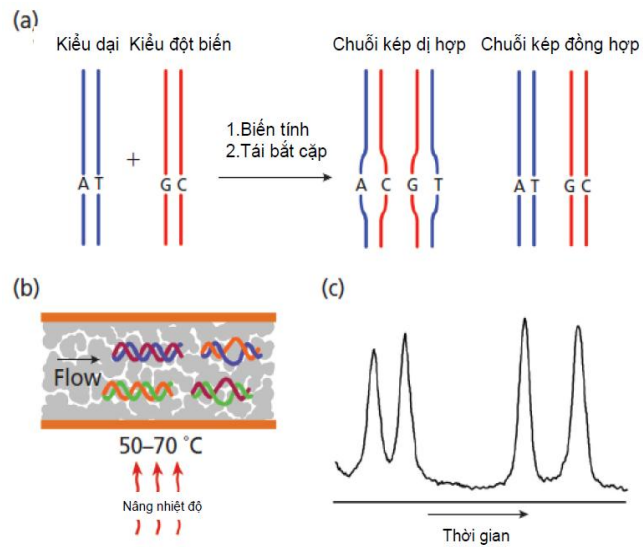 (a)
Kiểu dại Kiểu đột biến
Chuỗi kép dị hợp Chuỗi kép đồng hợp
1.Biến tính
2.Tái bắt cặp
A T + G C
A C G T
A T G C
(b)
Flow
50–70 °C
Nâng nhiệt độ
(c)
Thời gian